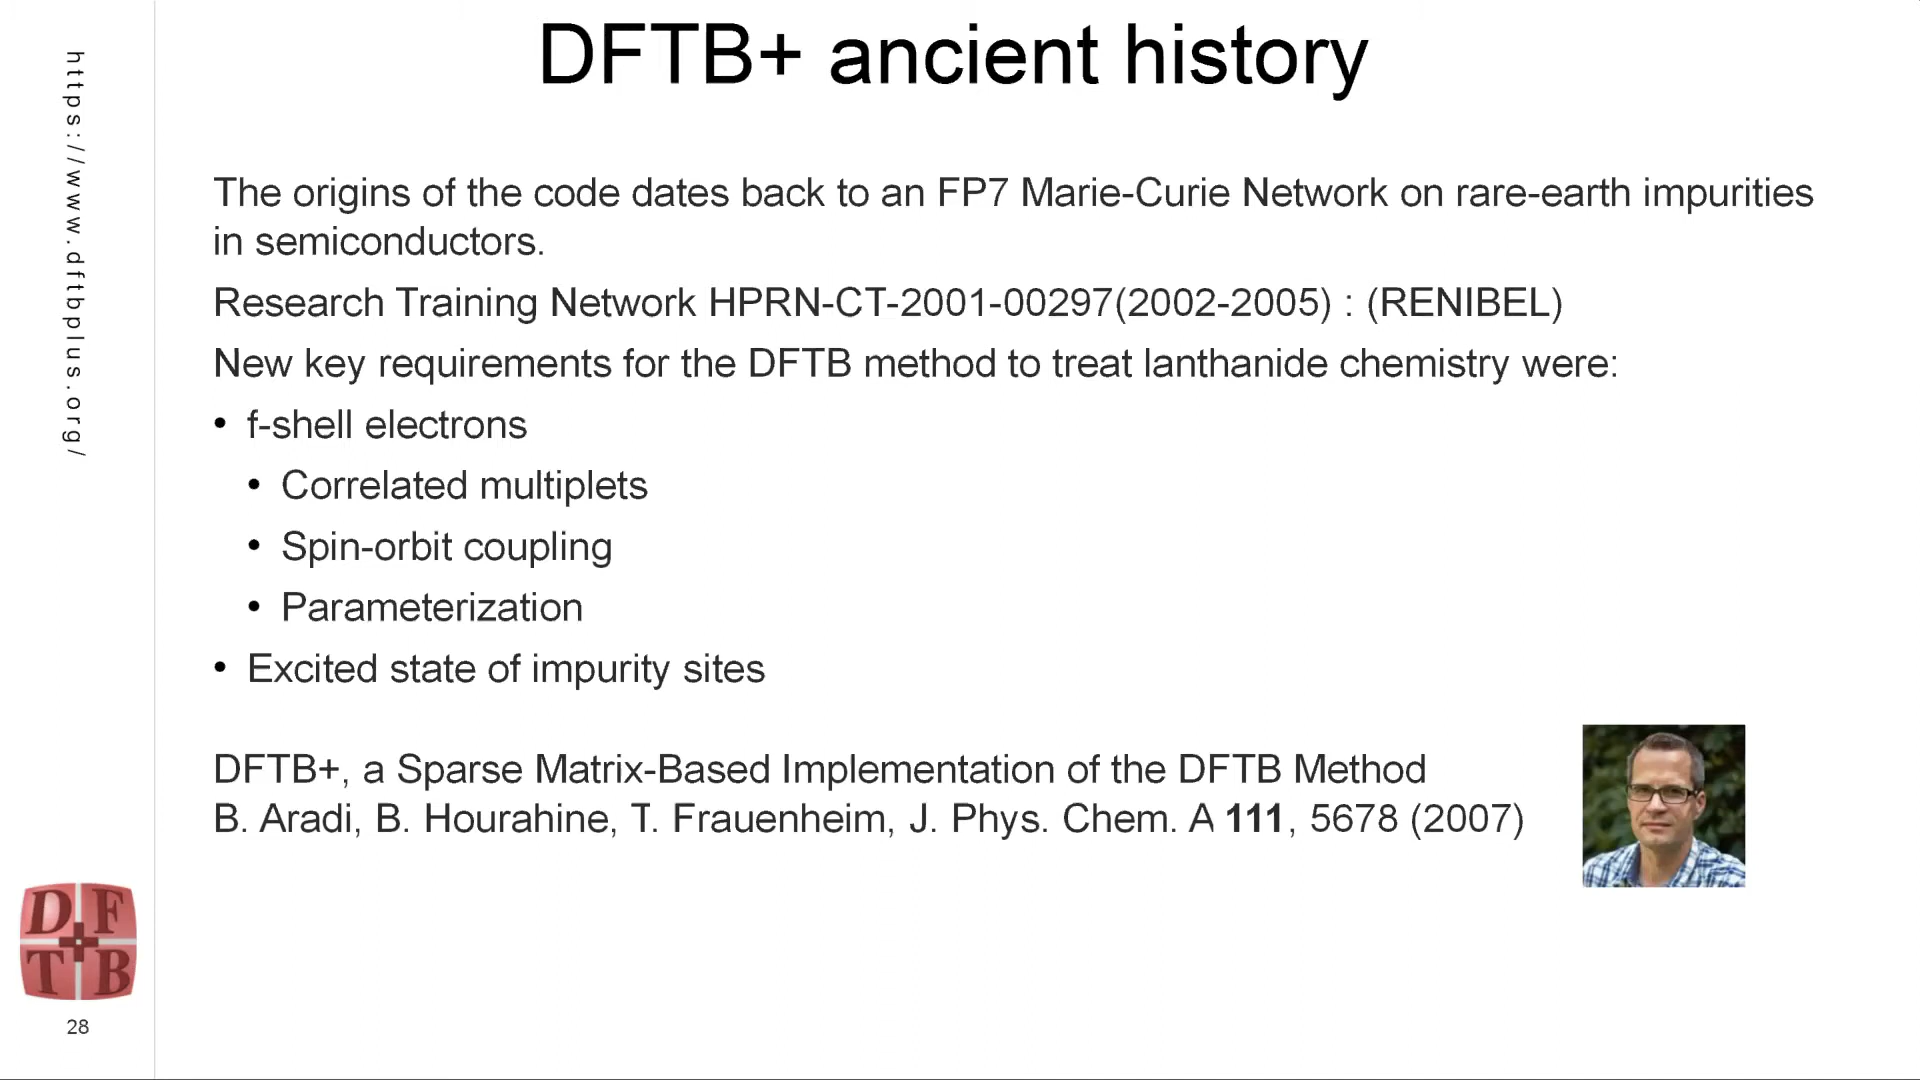 DFTB+ ancient history
https://www.dftbplus.org/
The origins of the code dates back to an FP7 Marie-Curie Network on rare-earth impurities
in semiconductors.
Research Training Network HPRN-CT-2001-00297(2002-2005) : (RENIBEL)
New key requirements for the DFTB method to treat lanthanide chemistry were:
• f-shell electrons
• Correlated multiplets
• Spin-orbit coupling
• Parameterization
• Excited state of impurity sites
DFTB+, a Sparse Matrix-Based Implementation of the DFTB Method
B. Aradi, B. Hourahine, T. Frauenheim, J. Phys. Chem. A 111, 5678 (2007)
D F
T B
28